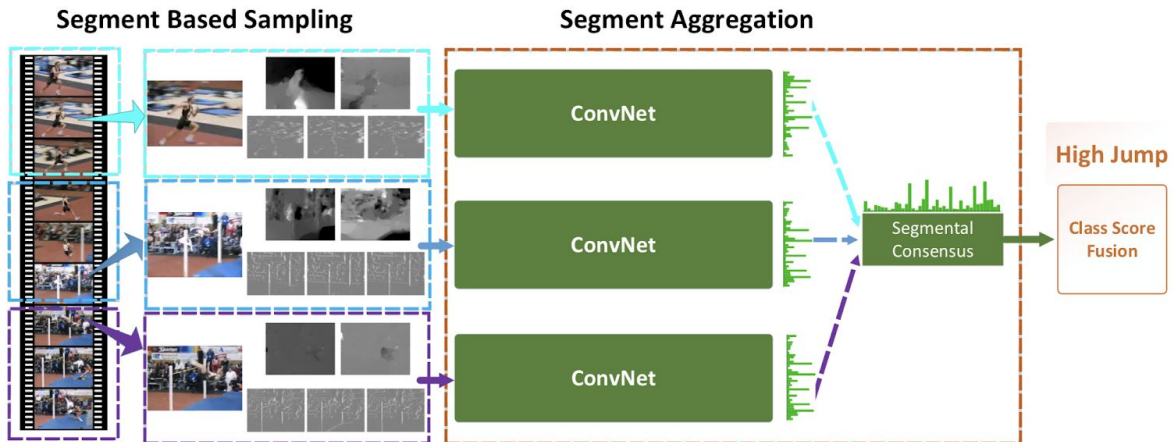 Segment Based Sampling
Segment Aggregation
ConvNet
ConvNet
ConvNet
Segmental
Consensus
High Jump
Class Score
Fusion